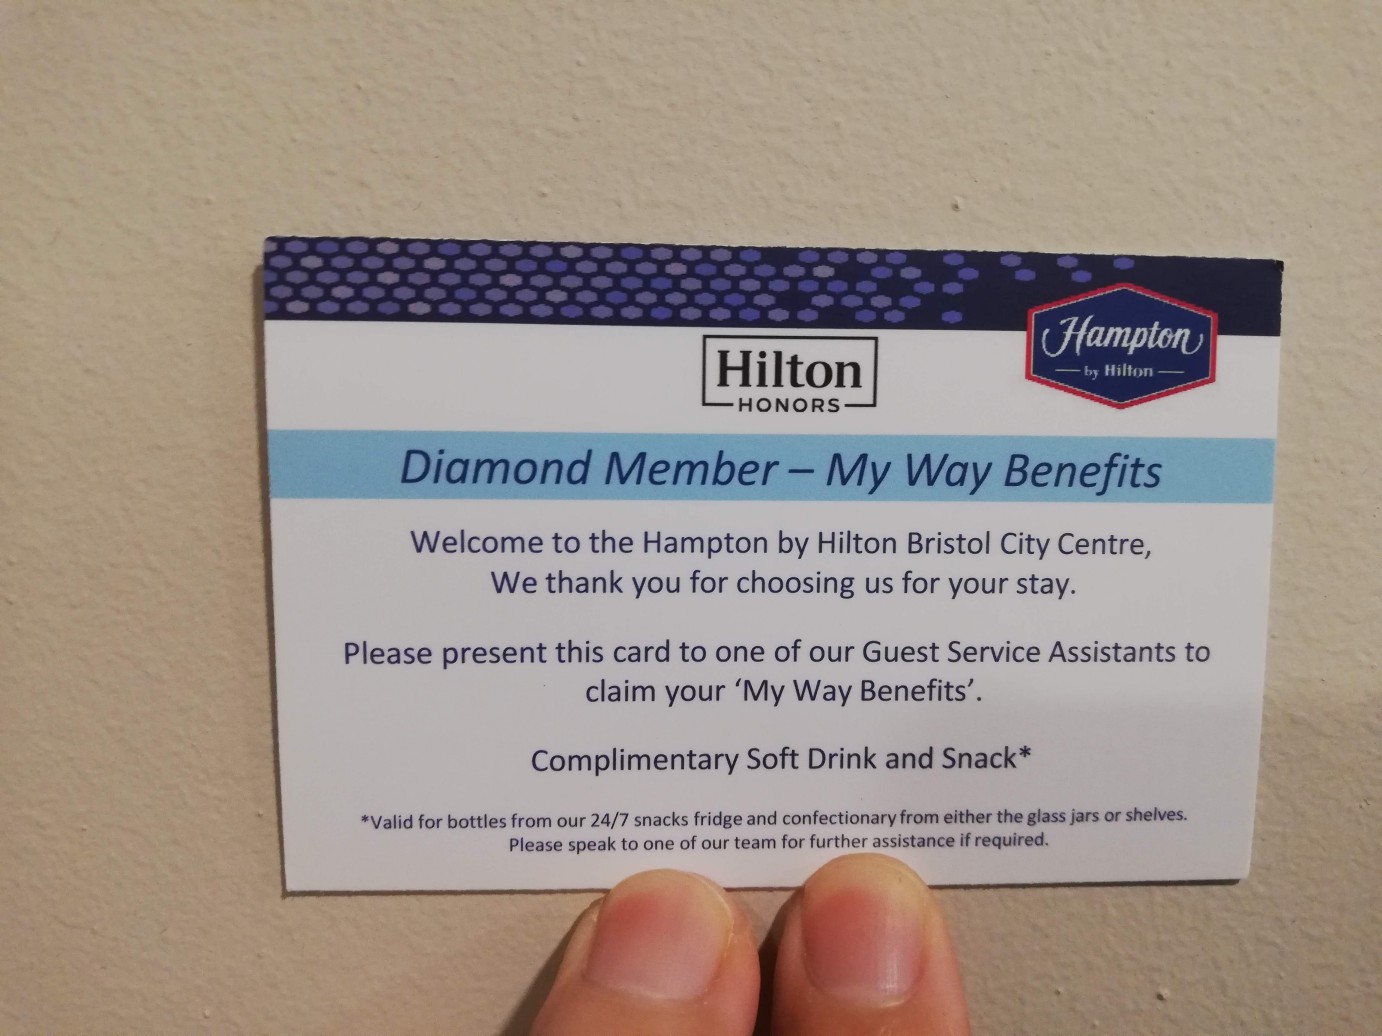 Hilton
HONORS
Hampton
by Hilton
Diamond Member – My Way Benefits
Welcome to the Hampton by Hilton Bristol City Centre,
We thank you for choosing us for your stay.
Please present this card to one of our Guest Service Assistants to
claim your ‘My Way Benefits’.
Complimentary Soft Drink and Snack*
*Valid for bottles from our 24/7 snacks fridge and confectionary from either the glass jars or shelves.
Please speak to one of our team for further assistance if required.